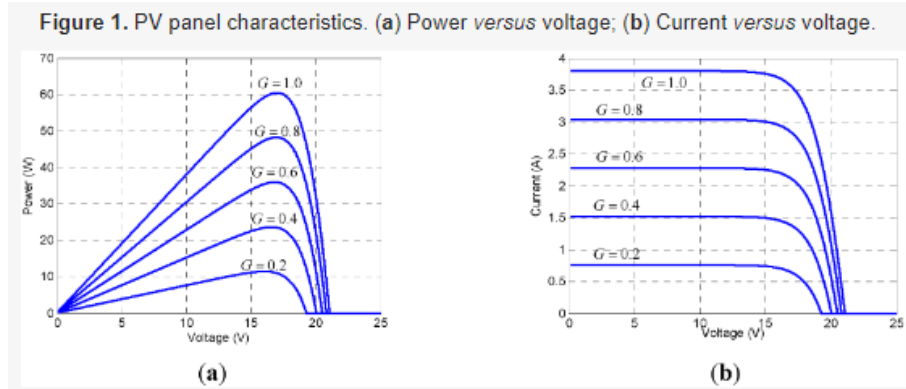 Figure 1. PV panel characteristics. (a) Power versus voltage; (b) Current versus voltage.
70
60
50
40
30
20
10
0
Power (W)
G = 1.0
G = 0.8
G = 0.6
G = 0.4
G = 0.2
0 5 10 15 20 25
Voltage (V)
(a)
4
3.5
3
2.5
2
1.5
1
0.5
0
Current (A)
G = 1.0
G = 0.8
G = 0.6
G = 0.4
G = 0.2
0 5 10 15 20 25
Voltage (V)
(b)